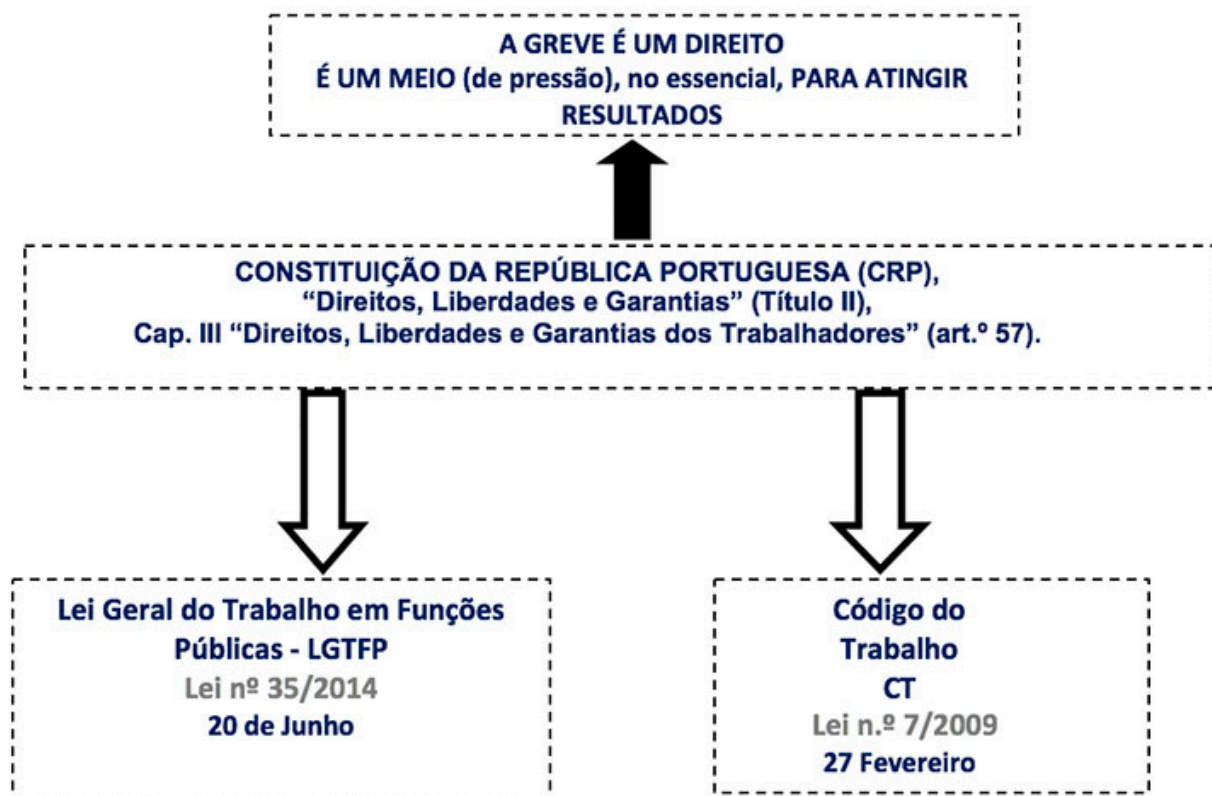 A GREVE É UM DIREITO
É UM MEIO (de pressão), no essencial, PARA ATINGIR
RESULTADOS
CONSTITUIÇÃO DA REPÚBLICA PORTUGUESA (CRP),
“Direitos, Liberdades e Garantias” (Título II),
Cap. III “Direitos, Liberdades e Garantias dos Trabalhadores” (art.º 57).
Lei Geral do Trabalho em Funções
Públicas - LGTFP
Lei nº 35/2014
20 de Junho
Código do
Trabalho
CT
Lei n.º 7/2009
27 Fevereiro